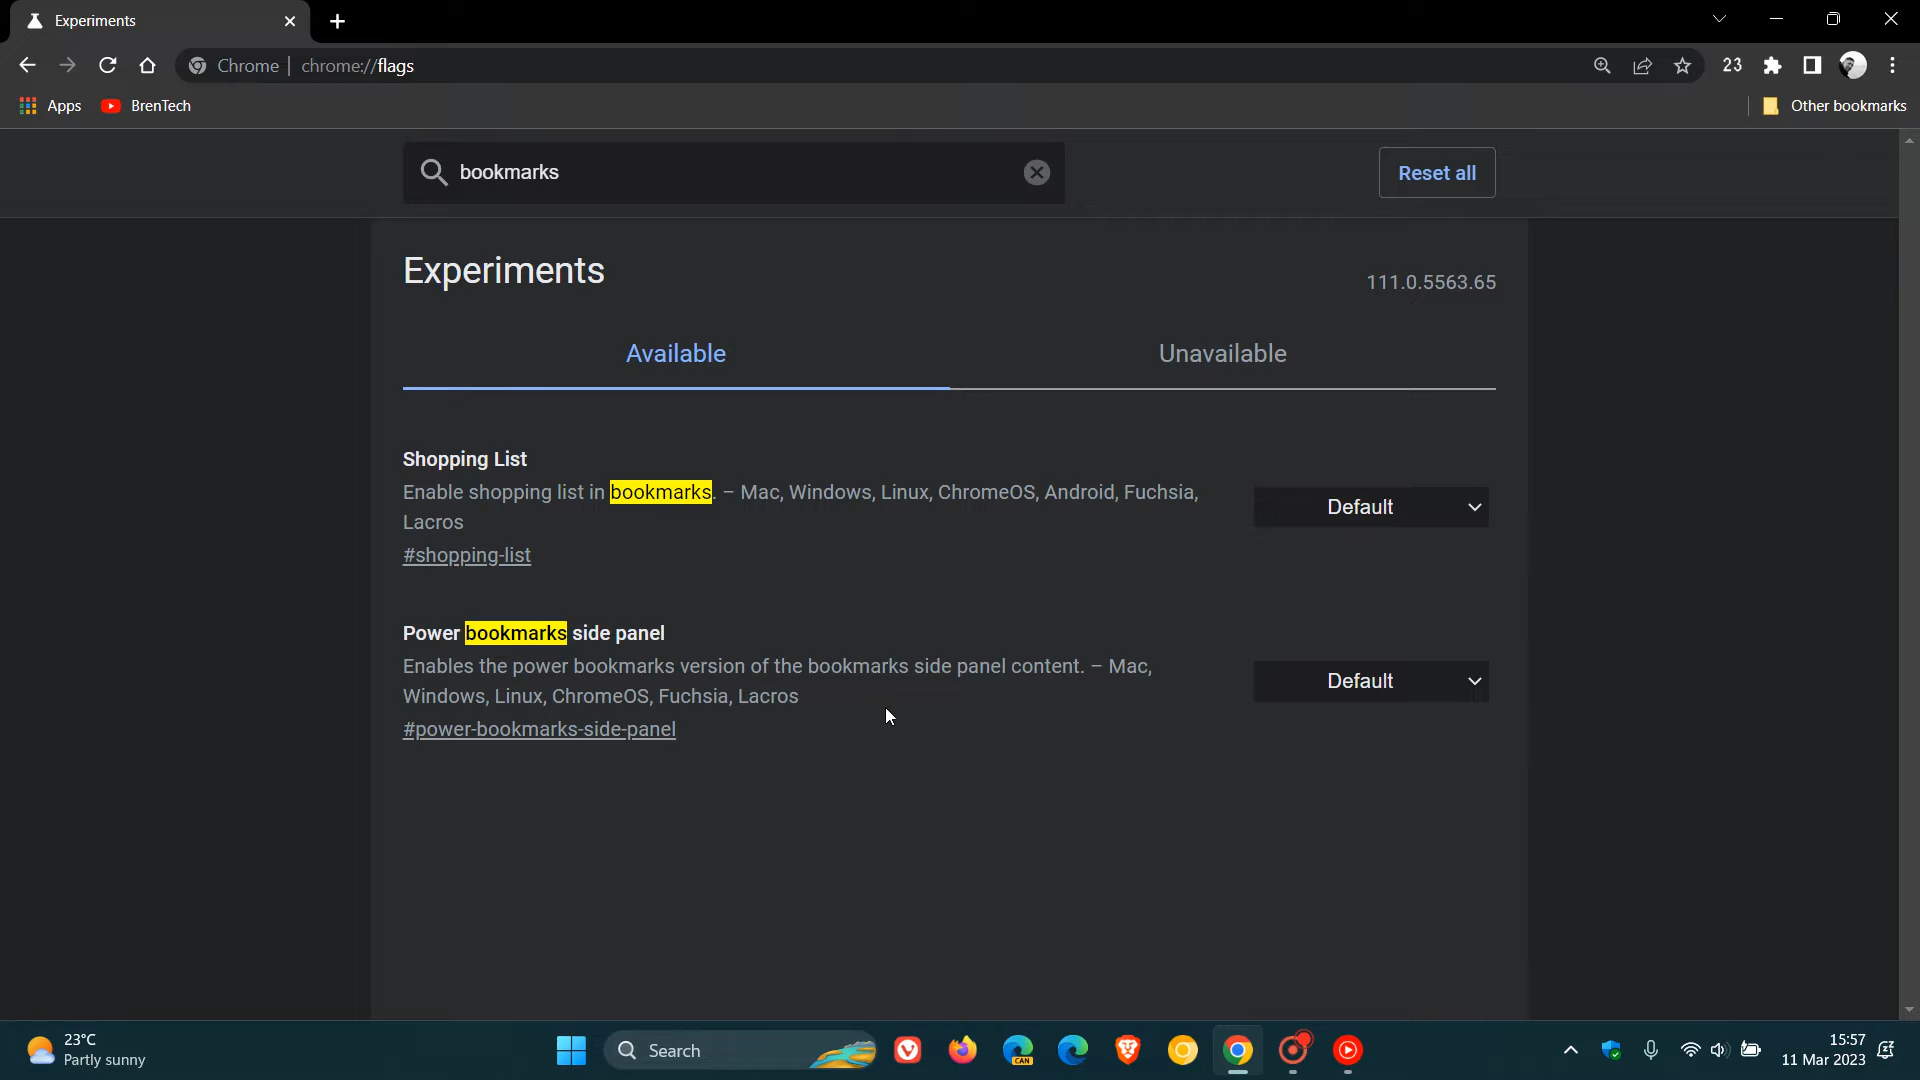 Experiments
Chrome | chrome://flags
23
Apps
BrenTech
Other bookmarks
bookmarks
Reset all
Experiments
111.0.5563.65
Available
Unavailable
Shopping List
Enable shopping list in bookmarks. – Mac, Windows, Linux, ChromeOS, Android, Fuchsia,
Lacros
#shopping-list
Default
Power bookmarks side panel
Enables the power bookmarks version of the bookmarks side panel content. – Mac,
Windows, Linux, ChromeOS, Fuchsia, Lacros
#power-bookmarks-side-panel
Default
23°C
Partly sunny
Search
CAN
15:57
11 Mar 2023